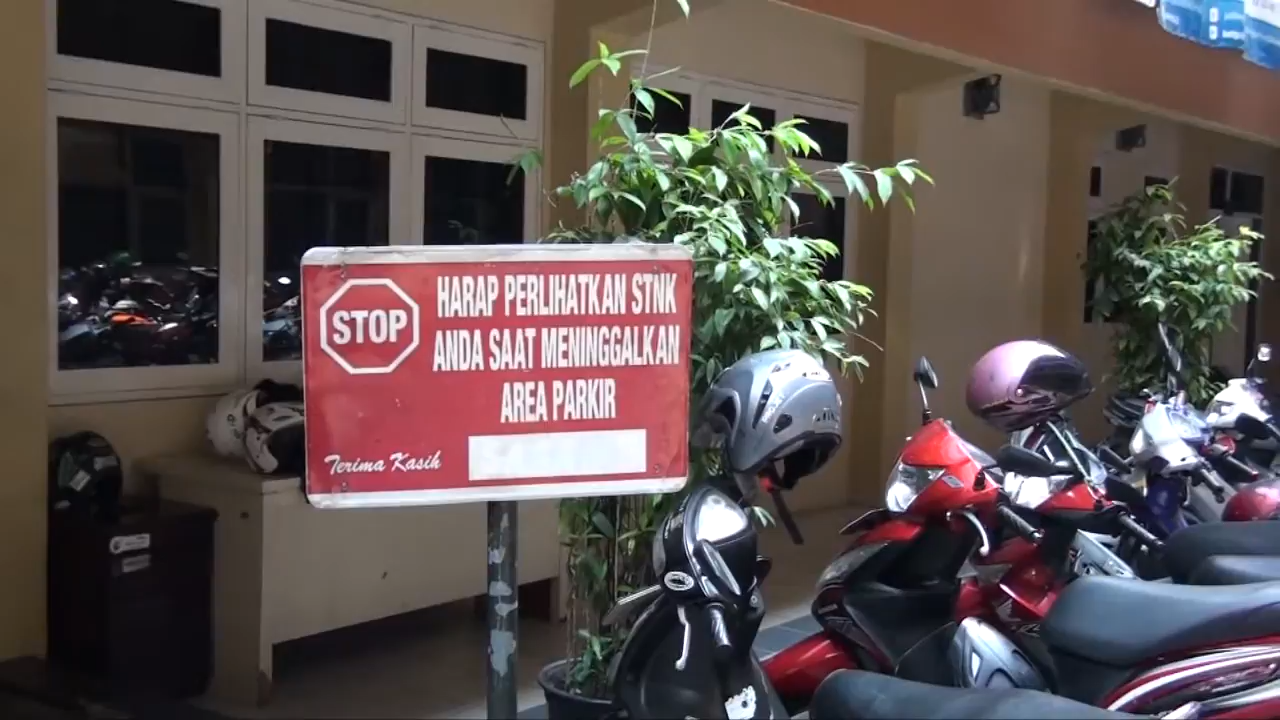 STOP
HARAP PERLIHATKAN STNK
ANDA SAAT MENINGGALKAN
AREA PARKIR
Terima Kasih